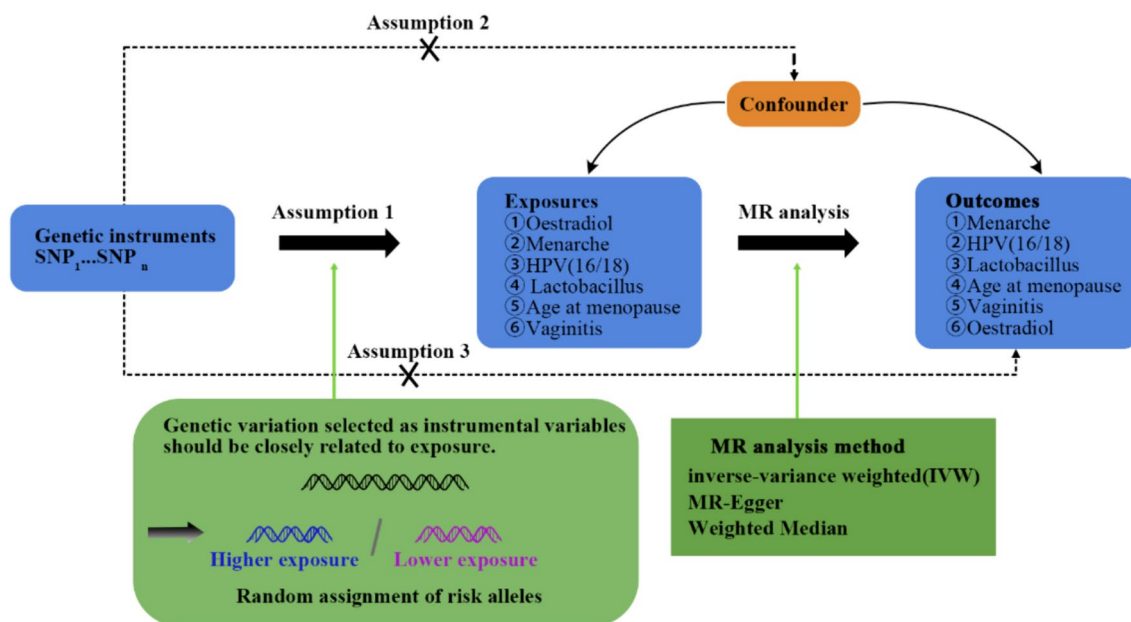 Assumption 2
Confounder
Genetic instruments
SNP₁...SNPₙ
Assumption 1
Exposures
①Oestradiol
②Menarche
③HPV(16/18)
④Lactobacillus
⑤Age at menopause
⑥Vaginitis
MR analysis
Outcomes
①Menarche
②HPV(16/18)
③Lactobacillus
④Age at menopause
⑤Vaginitis
⑥Oestradiol
Assumption 3
Genetic variation selected as instrumental variables
should be closely related to exposure.
Higher exposure / Lower exposure
Random assignment of risk alleles
MR analysis method
inverse-variance weighted(IVW)
MR-Egger
Weighted Median